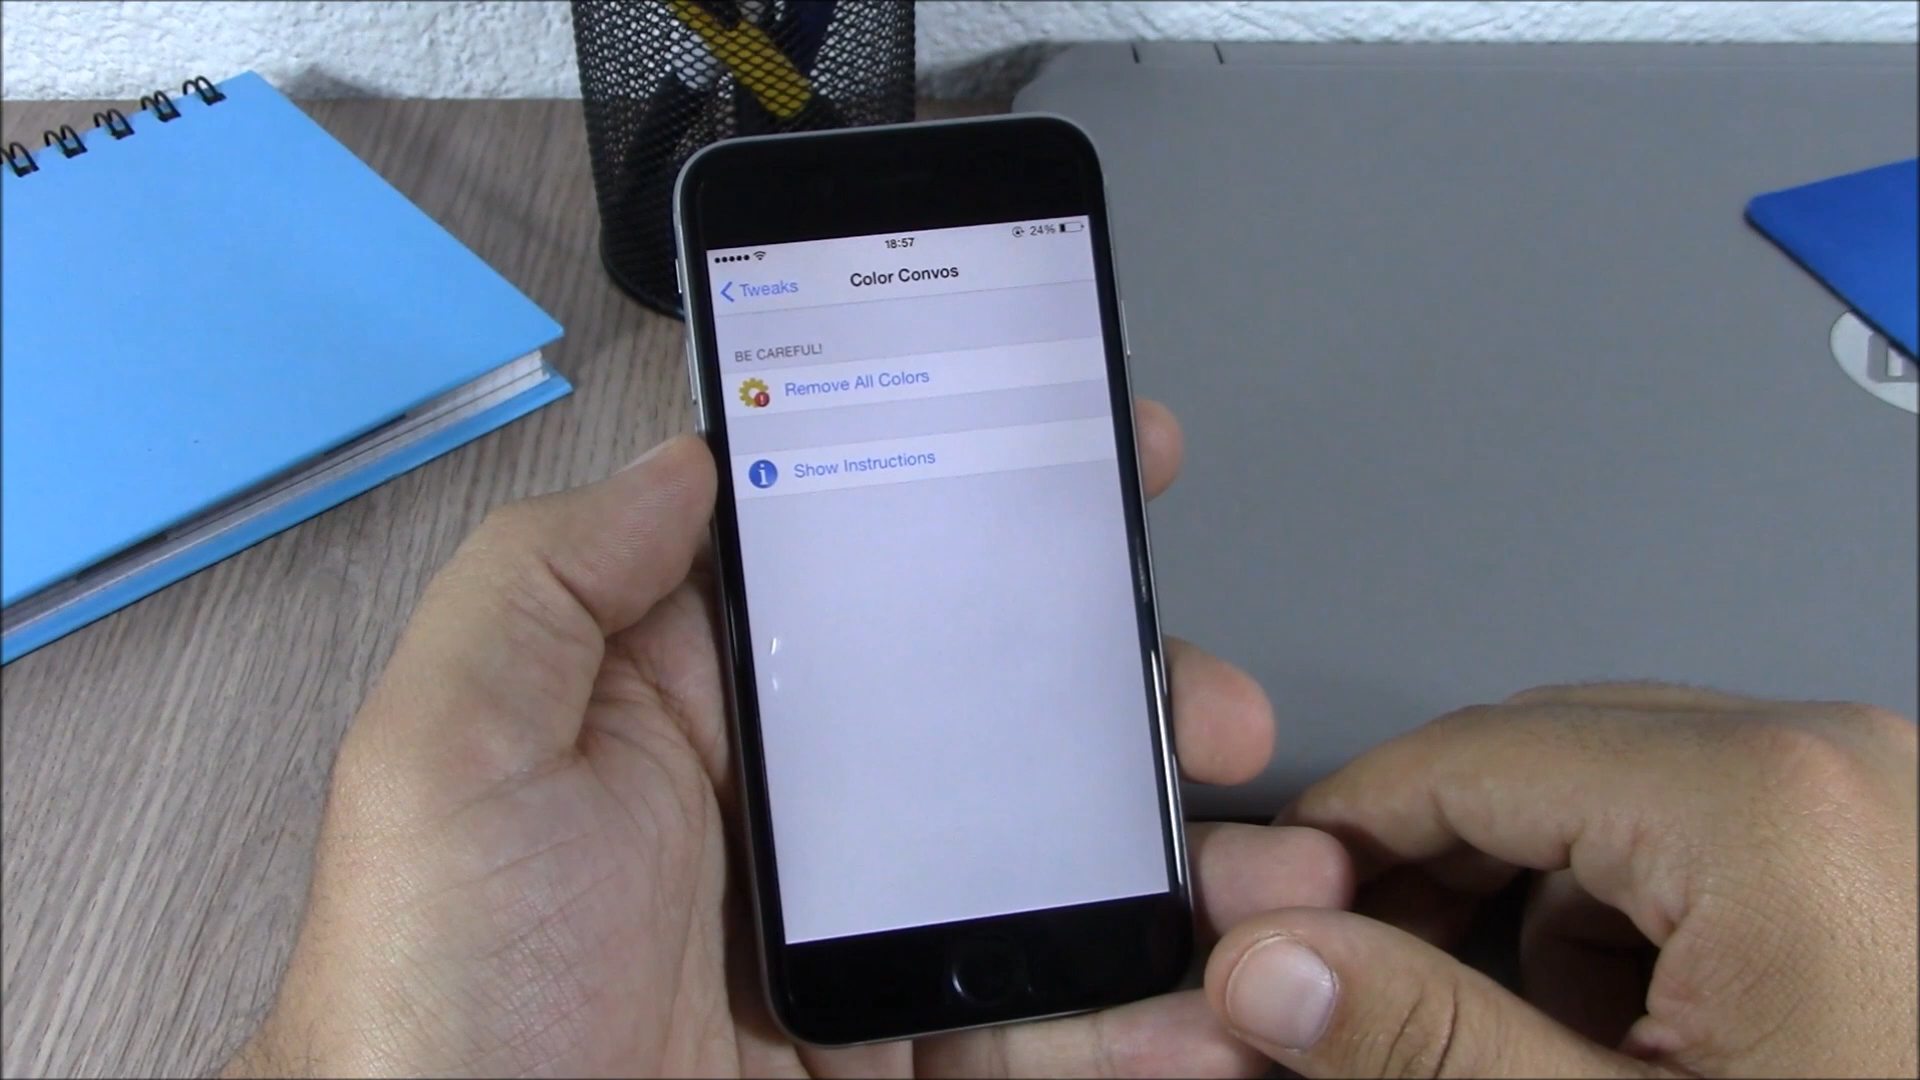 18:57
24%
Tweaks
Color Convos
BE CAREFUL!
Remove All Colors
Show Instructions